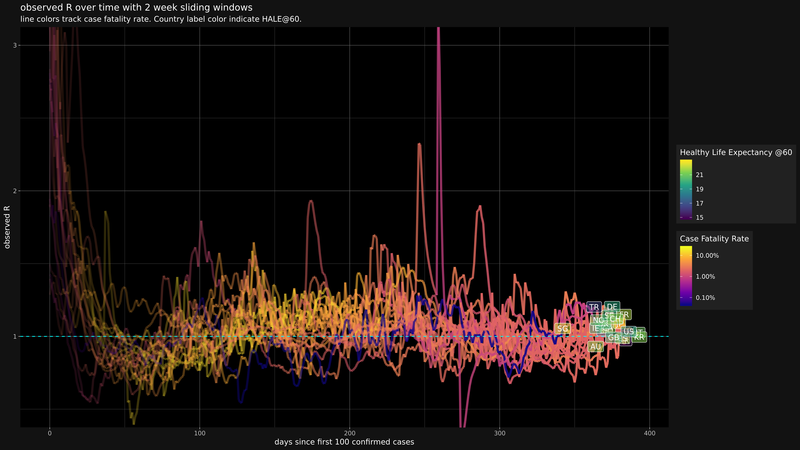 observed R over time with 2 week sliding windows
line colors track case fatality rate. Country label color indicate HALE@60.
observed R
3
2
1
0
100
200
300
400
days since first 100 confirmed cases
Healthy Life Expectancy @60
21
19
17
15
Case Fatality Rate
10.00%
1.00%
0.10%
TR
DE
NO
SG
US
GB
KR
AU